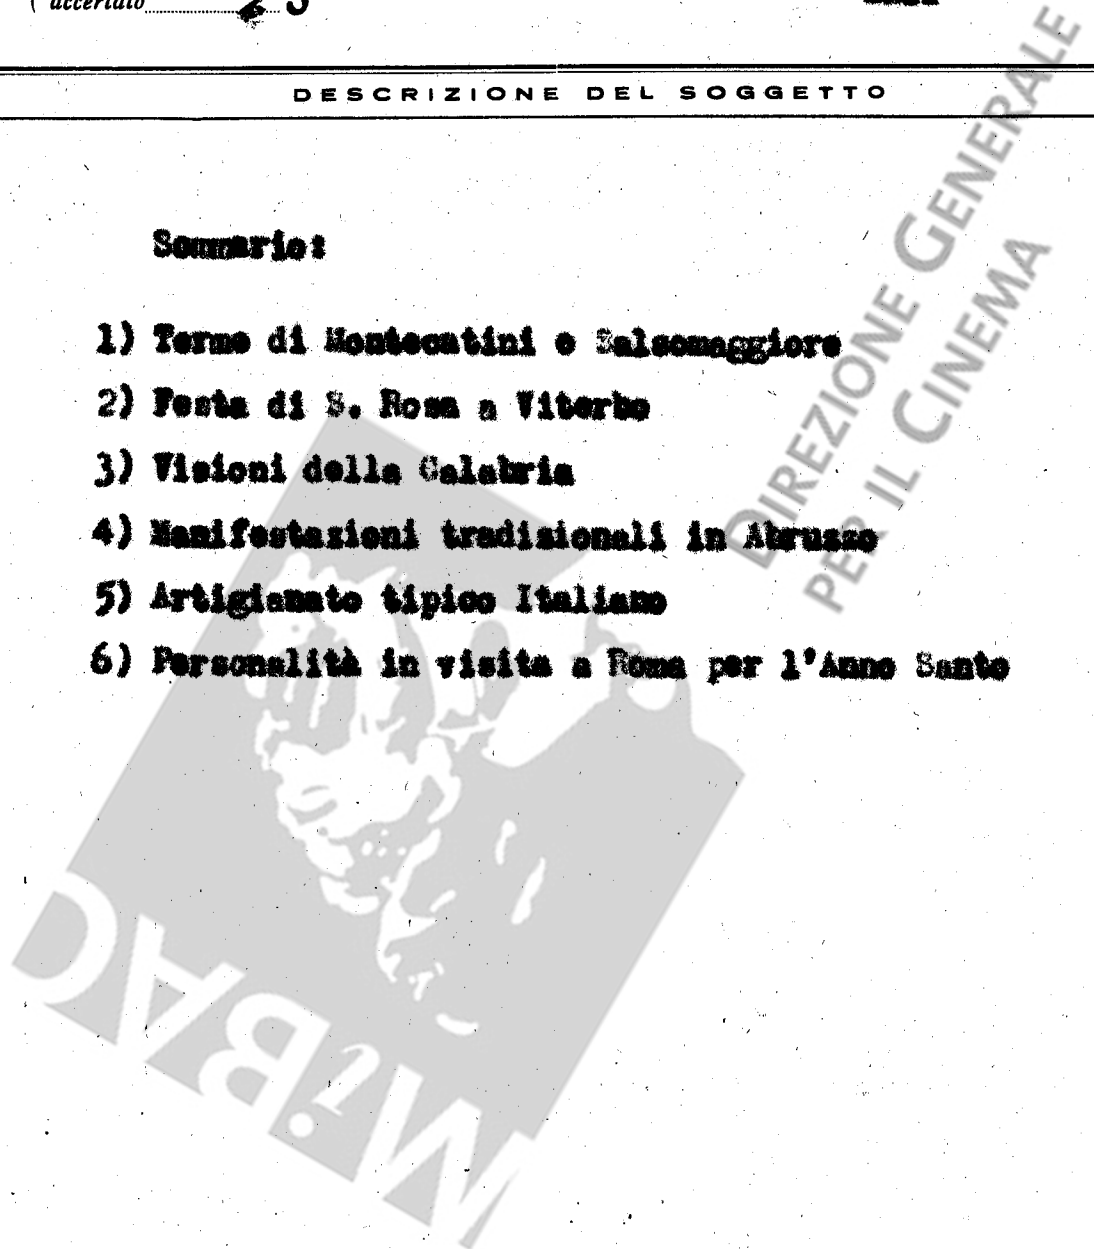 ( accertato
DESCRIZIONE DEL SOGGETTO
Sommario:
1) Terme di Montecatini e Salsomaggiore
2) Festa di S. Rosa a Viterbo
3) Visioni della Calabria
4) Manifestazioni tradizionali in Abruzzo
5) Artigianato tipico Italiano
6) Personalità in visita a Roma per l'Anno Santo
DIREZIONE GENERALE
PER IL CINEMA
MiBAC